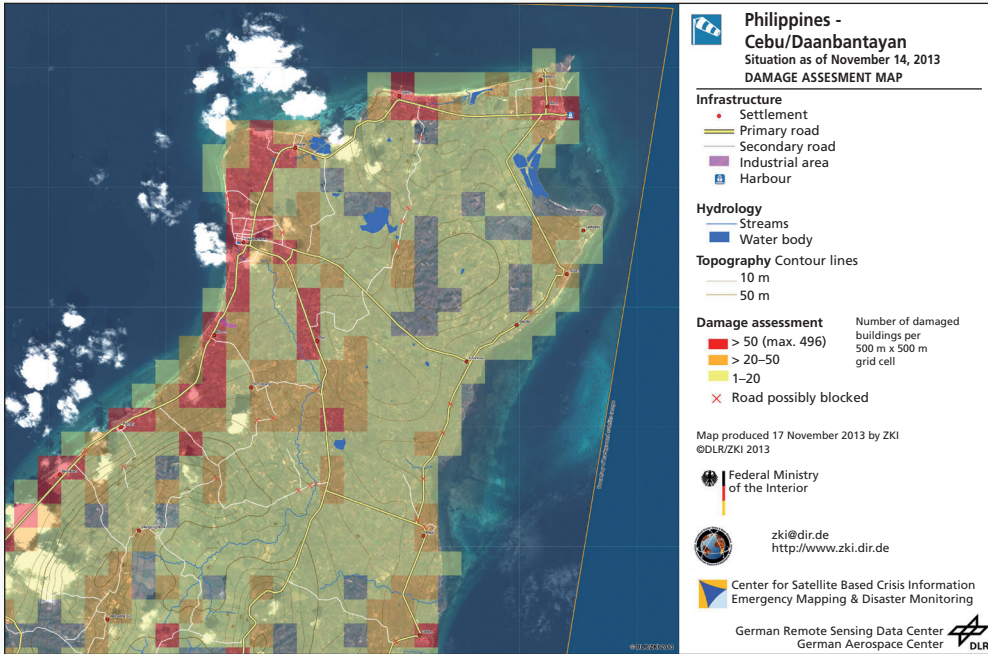 Philippines -
Cebu/Daanbantayan
Situation as of November 14, 2013
DAMAGE ASSESMENT MAP
Infrastructure
Settlement
Primary road
Secondary road
Industrial area
Harbour
Hydrology
Streams
Water body
Topography Contour lines
10 m
50 m
Damage assessment
Number of damaged
buildings per
500 m x 500 m
grid cell
> 50 (max. 496)
> 20–50
1–20
Road possibly blocked
Map produced 17 November 2013 by ZKI
©DLR/ZKI 2013
Federal Ministry
of the Interior
zki@dir.de
http://www.zki.dir.de
Center for Satellite Based Crisis Information
Emergency Mapping & Disaster Monitoring
German Remote Sensing Data Center
German Aerospace Center
DLR
©DLR/ZKI 2013